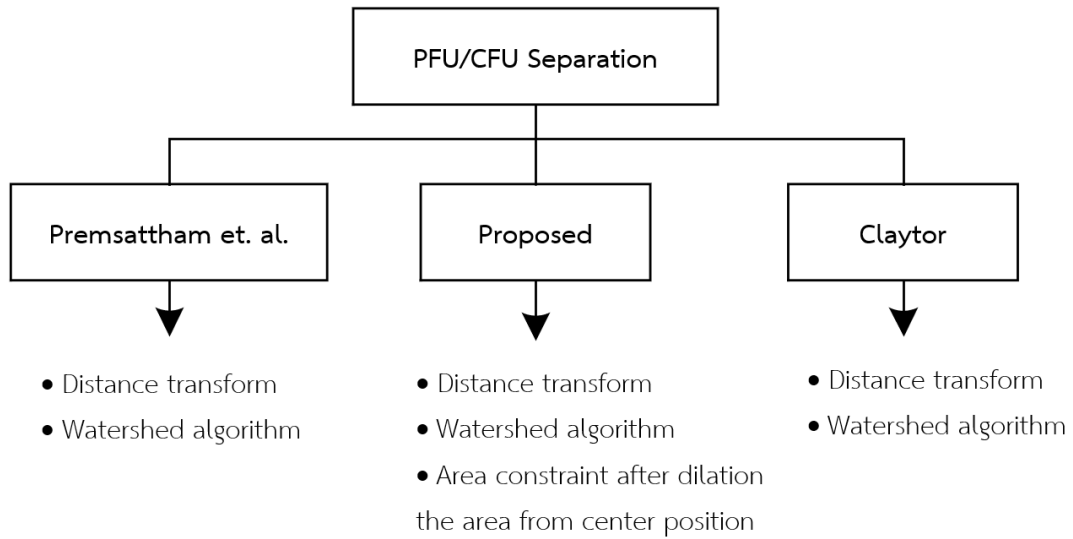 PFU/CFU Separation
Premsattham et. al.
Proposed
Claytor
• Distance transform
• Watershed algorithm
• Distance transform
• Watershed algorithm
• Area constraint after dilation
the area from center position
• Distance transform
• Watershed algorithm